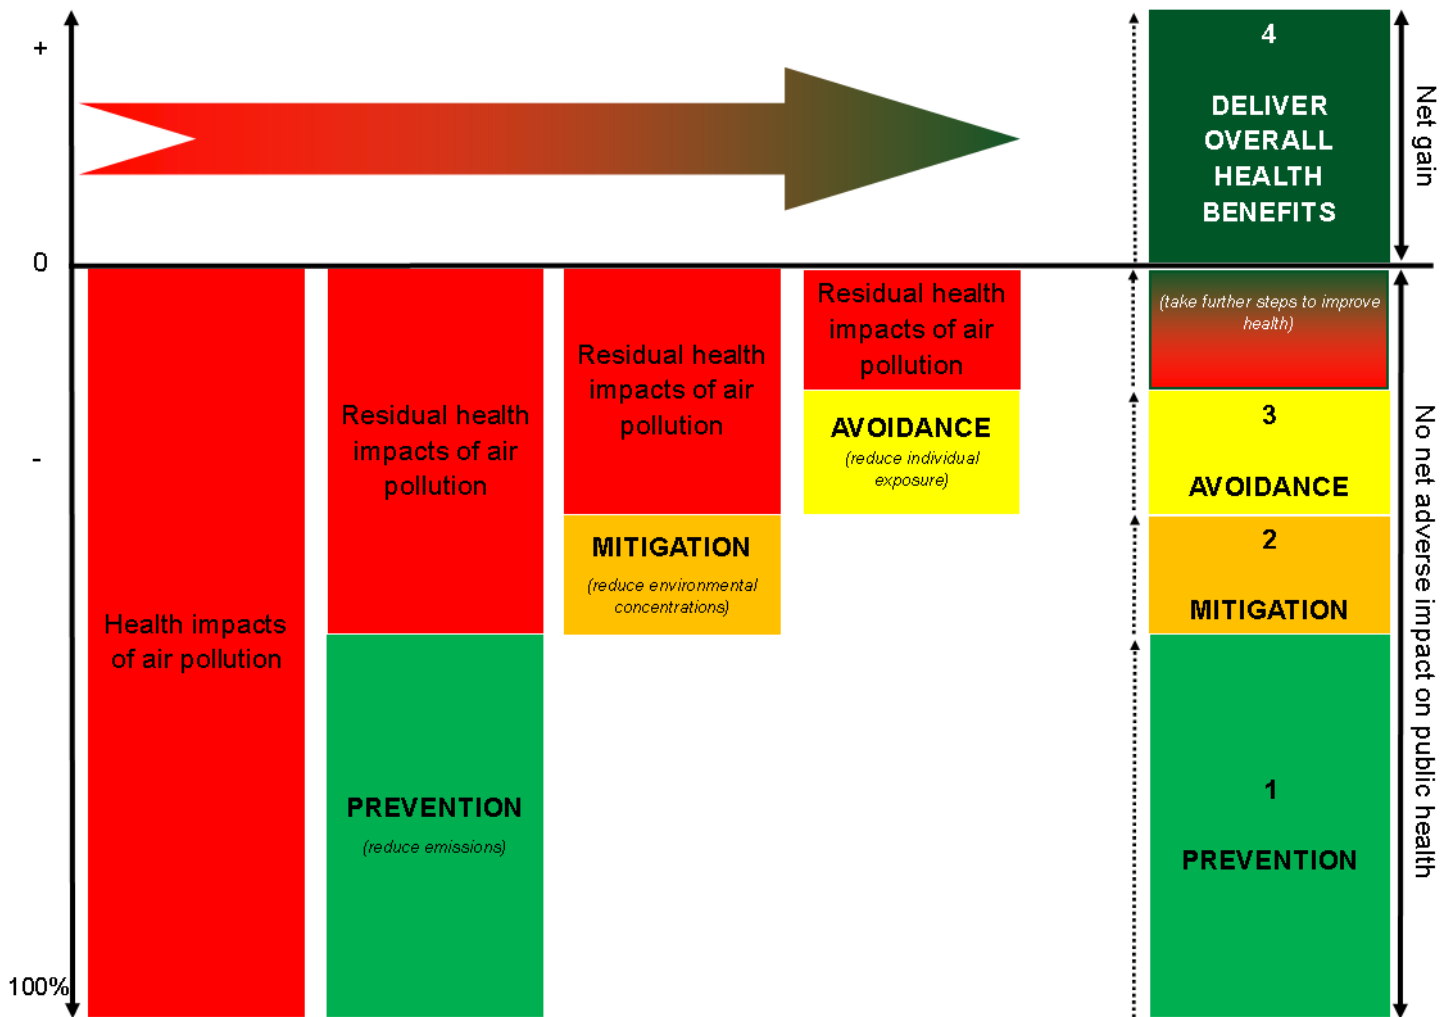 +
0
-
100%
Health impacts
of air pollution
Residual health
impacts of air
pollution
PREVENTION
(reduce emissions)
Residual health
impacts of air
pollution
MITIGATION
(reduce environmental
concentrations)
Residual health
impacts of air
pollution
AVOIDANCE
(reduce individual
exposure)
4
DELIVER
OVERALL
HEALTH
BENEFITS
(take further steps to improve
health)
3
AVOIDANCE
2
MITIGATION
1
PREVENTION
Net gain
No net adverse impact on public health